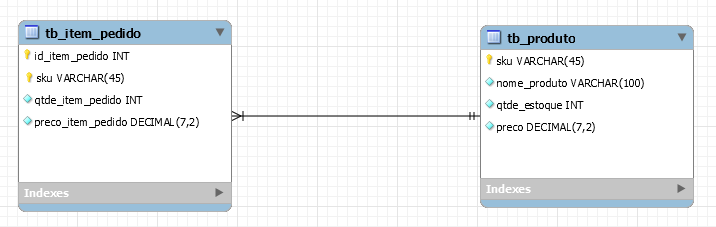 tb_item_pedido
id_item_pedido INT
sku VARCHAR(45)
qtde_item_pedido INT
preco_item_pedido DECIMAL(7,2)
Indexes
tb_produto
sku VARCHAR(45)
nome_produto VARCHAR(100)
qtde_estoque INT
preco DECIMAL(7,2)
Indexes